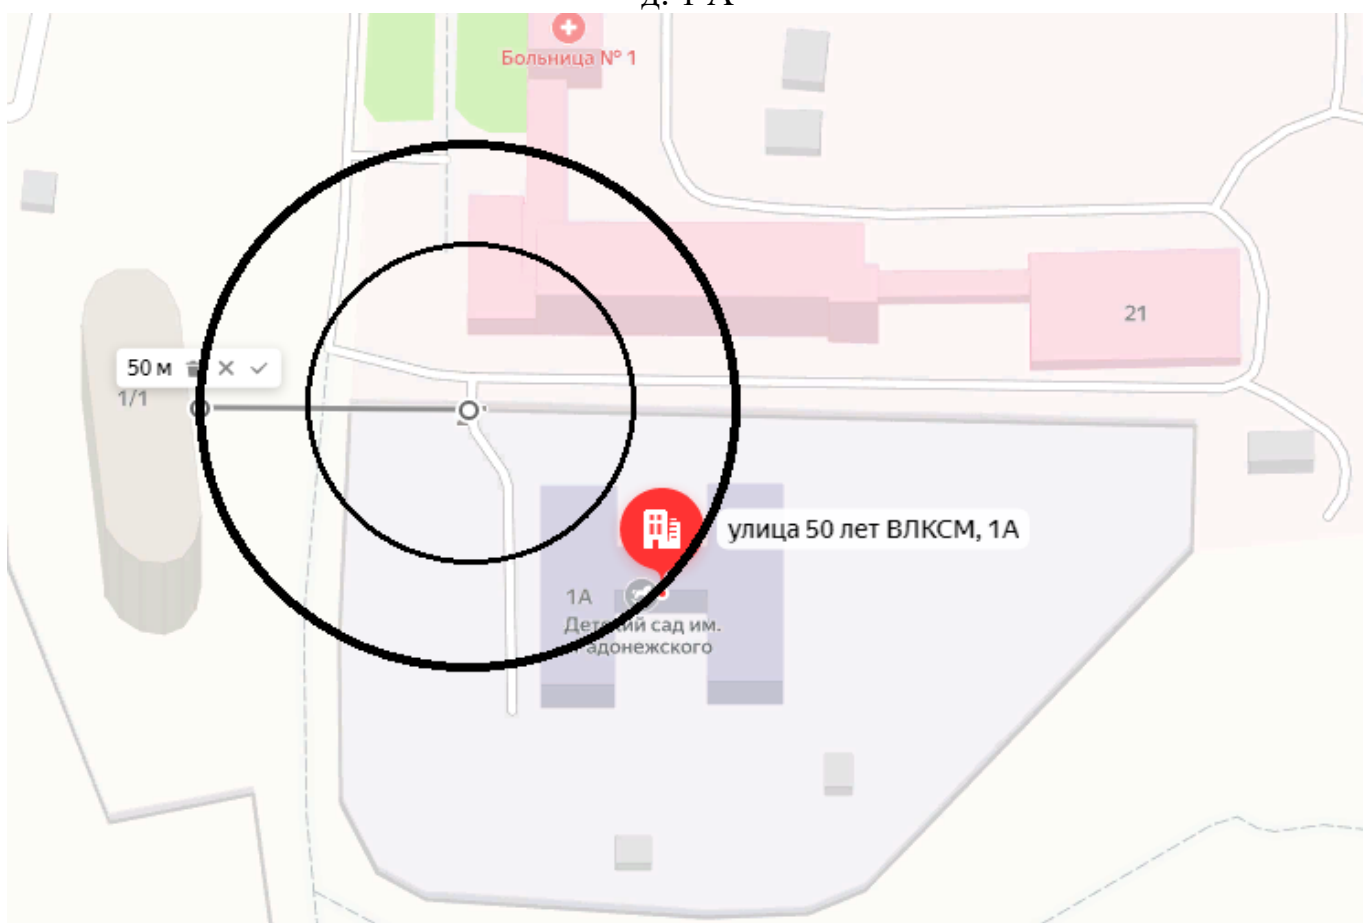 д. 1 А
Больница № 1
21
50 м
1/1
улица 50 лет ВЛКСМ, 1А
1А
Детский сад им.
адонежского